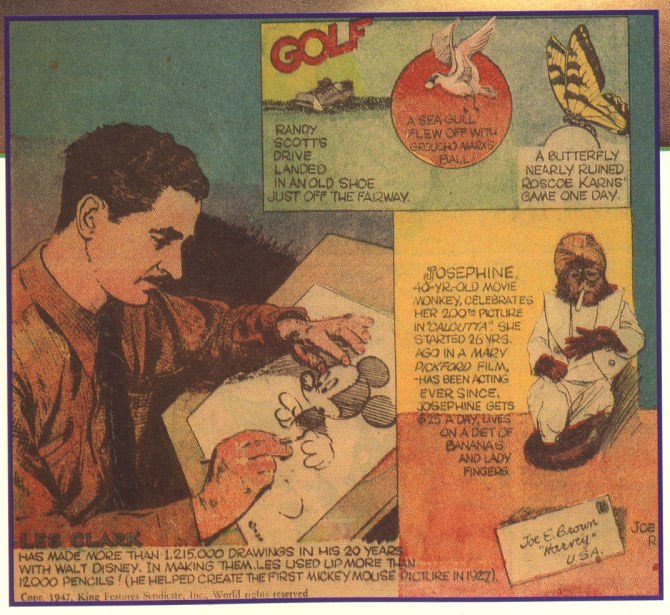 GOLF
RANDY
SCOTT'S
DRIVE
LANDED
IN AN OLD SHOE
JUST OFF THE FAIRWAY.
A SEA GULL
FLEW OFF WITH
GROUCHO MARX'S
BALL.
A BUTTERFLY
NEARLY RUINED
ROSCOE KARNS'
GAME ONE DAY.
JOSEPHINE,
40-YR.-OLD MOVIE
MONKEY, CELEBRATES
HER 200TH PICTURE
IN "CALCUTTA". SHE
STARTED 26 YRS.
AGO IN A MARY
PICKFORD FILM,
HAS BEEN ACTING
EVER SINCE.
JOSEPHINE GETS
$25 A DAY, LIVES
ON A DIET OF
BANANAS
AND LADY
FINGERS.
Joe E. Brown
"Harvey"
U.S.A.
JOE
R
LES CLARK
HAS MADE MORE THAN 1,215,000 DRAWINGS IN HIS 20 YEARS
WITH WALT DISNEY. IN MAKING THEM, LES USED UP MORE THAN
12000 PENCILS! (HE HELPED CREATE THE FIRST MICKEY MOUSE PICTURE IN 1927).
Copr. 1947, King Features Syndicate, Inc., World rights reserved